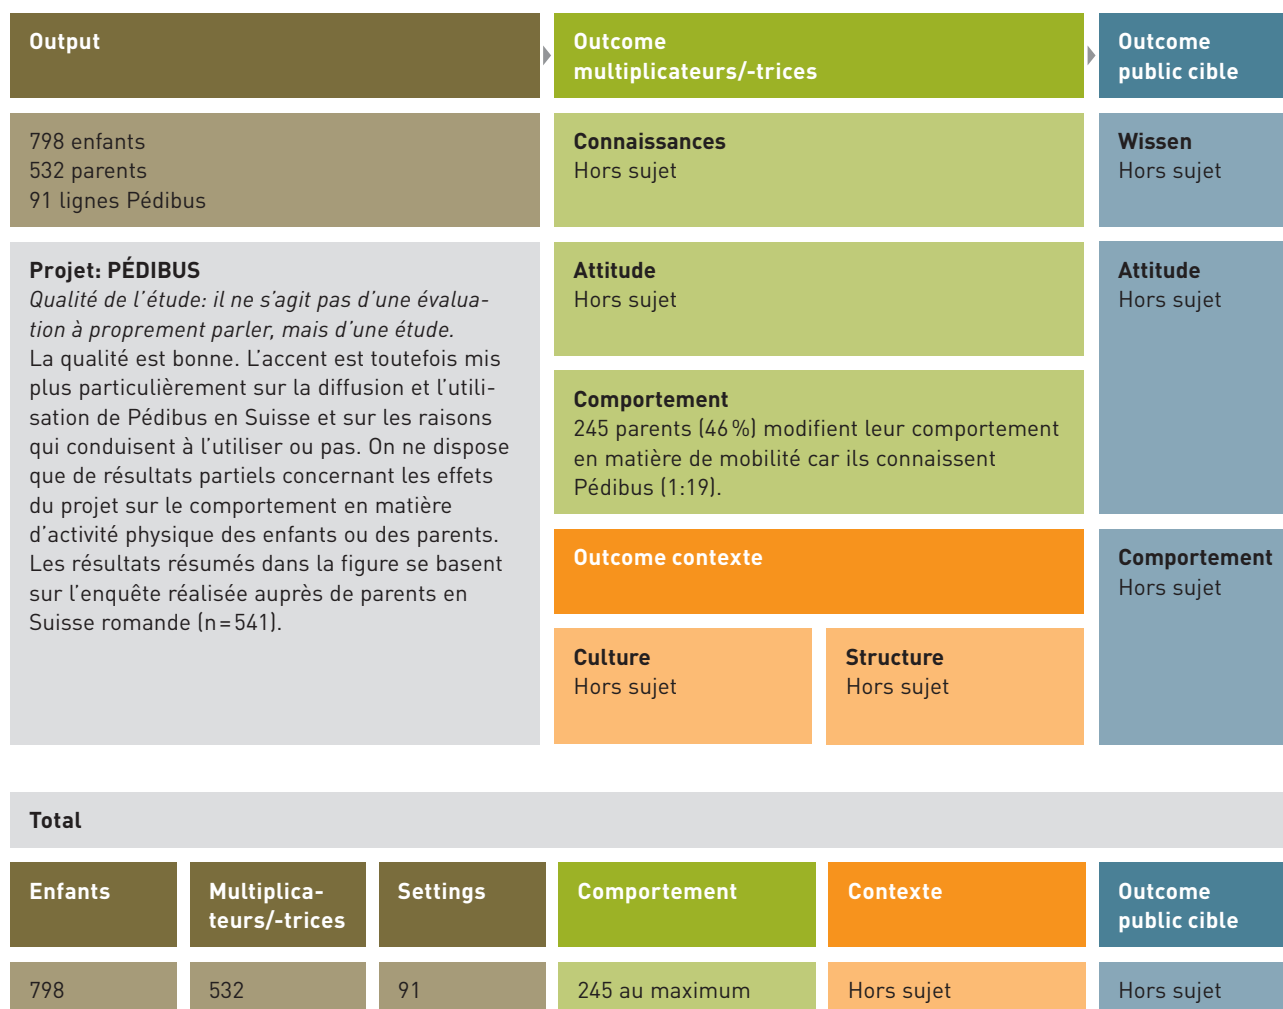 Output
Outcome
multiplicateurs/-trices
Outcome
public cible
798 enfants
532 parents
91 lignes Pédibus
Connaissances
Hors sujet
Wissen
Hors sujet
Projet: PÉDIBUS
Qualité de l’étude: il ne s’agit pas d’une évalua-
tion à proprement parler, mais d’une étude.
La qualité est bonne. L’accent est toutefois mis
plus particulièrement sur la diffusion et l’utili-
sation de Pédibus en Suisse et sur les raisons
qui conduisent à l’utiliser ou pas. On ne dispose
que de résultats partiels concernant les effets
du projet sur le comportement en matière
d’activité physique des enfants ou des parents.
Les résultats résumés dans la figure se basent
sur l’enquête réalisée auprès de parents en
Suisse romande (n=541).
Attitude
Hors sujet
Comportement
245 parents (46 %) modifient leur comportement
en matière de mobilité car ils connaissent
Pédibus (1:19).
Outcome contexte
Culture
Hors sujet
Structure
Hors sujet
Attitude
Hors sujet
Comportement
Hors sujet
Total
Enfants
Multiplica-
teurs/-trices
Settings
Comportement
Contexte
Outcome
public cible
798
532
91
245 au maximum
Hors sujet
Hors sujet